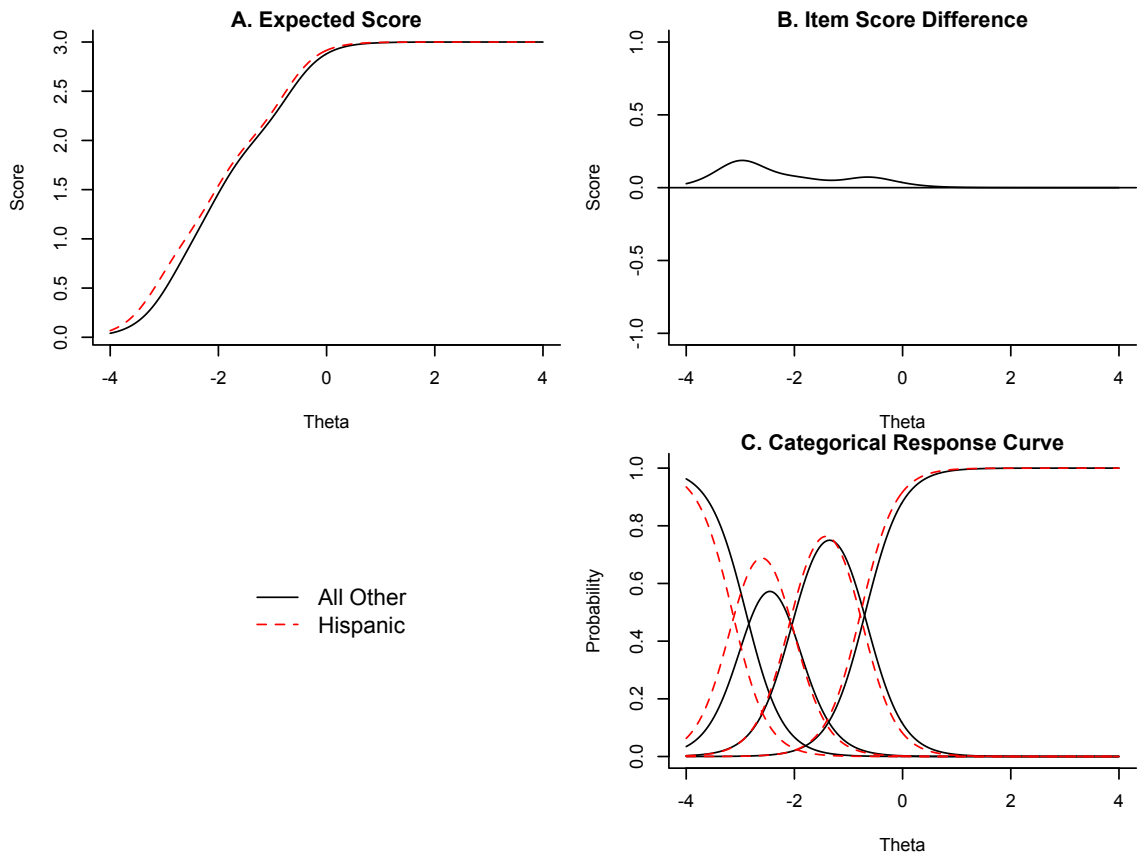 A. Expected Score
Score
0.0 0.5 1.0 1.5 2.0 2.5 3.0
-4 -2 0 2 4
Theta
B. Item Score Difference
Score
-1.0 -0.5 0.0 0.5 1.0
-4 -2 0 2 4
Theta
All Other
Hispanic
C. Categorical Response Curve
Probability
0.0 0.2 0.4 0.6 0.8 1.0
-4 -2 0 2 4
Theta